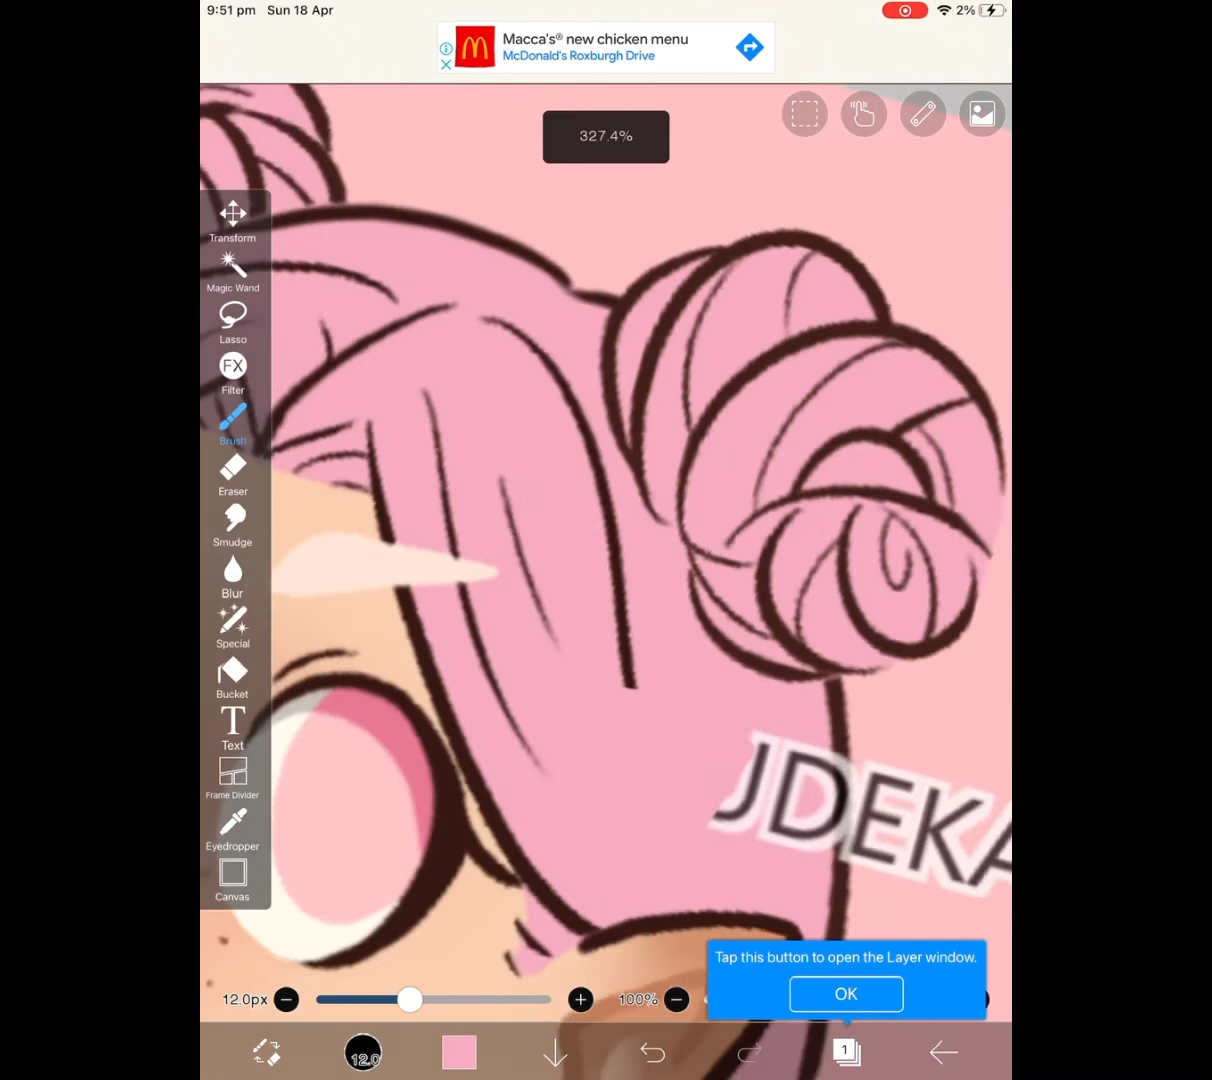 9:51 pm Sun 18 Apr
2%
Macca's® new chicken menu
McDonald's Roxburgh Drive
327.4%
Transform
Magic Wand
Lasso
FX
Filter
Brush
Eraser
Smudge
Blur
Special
Bucket
T
Text
Frame Divider
Eyedropper
Canvas
JDEKA
Tap this button to open the Layer window.
OK
12.0px
100%
12.0
1